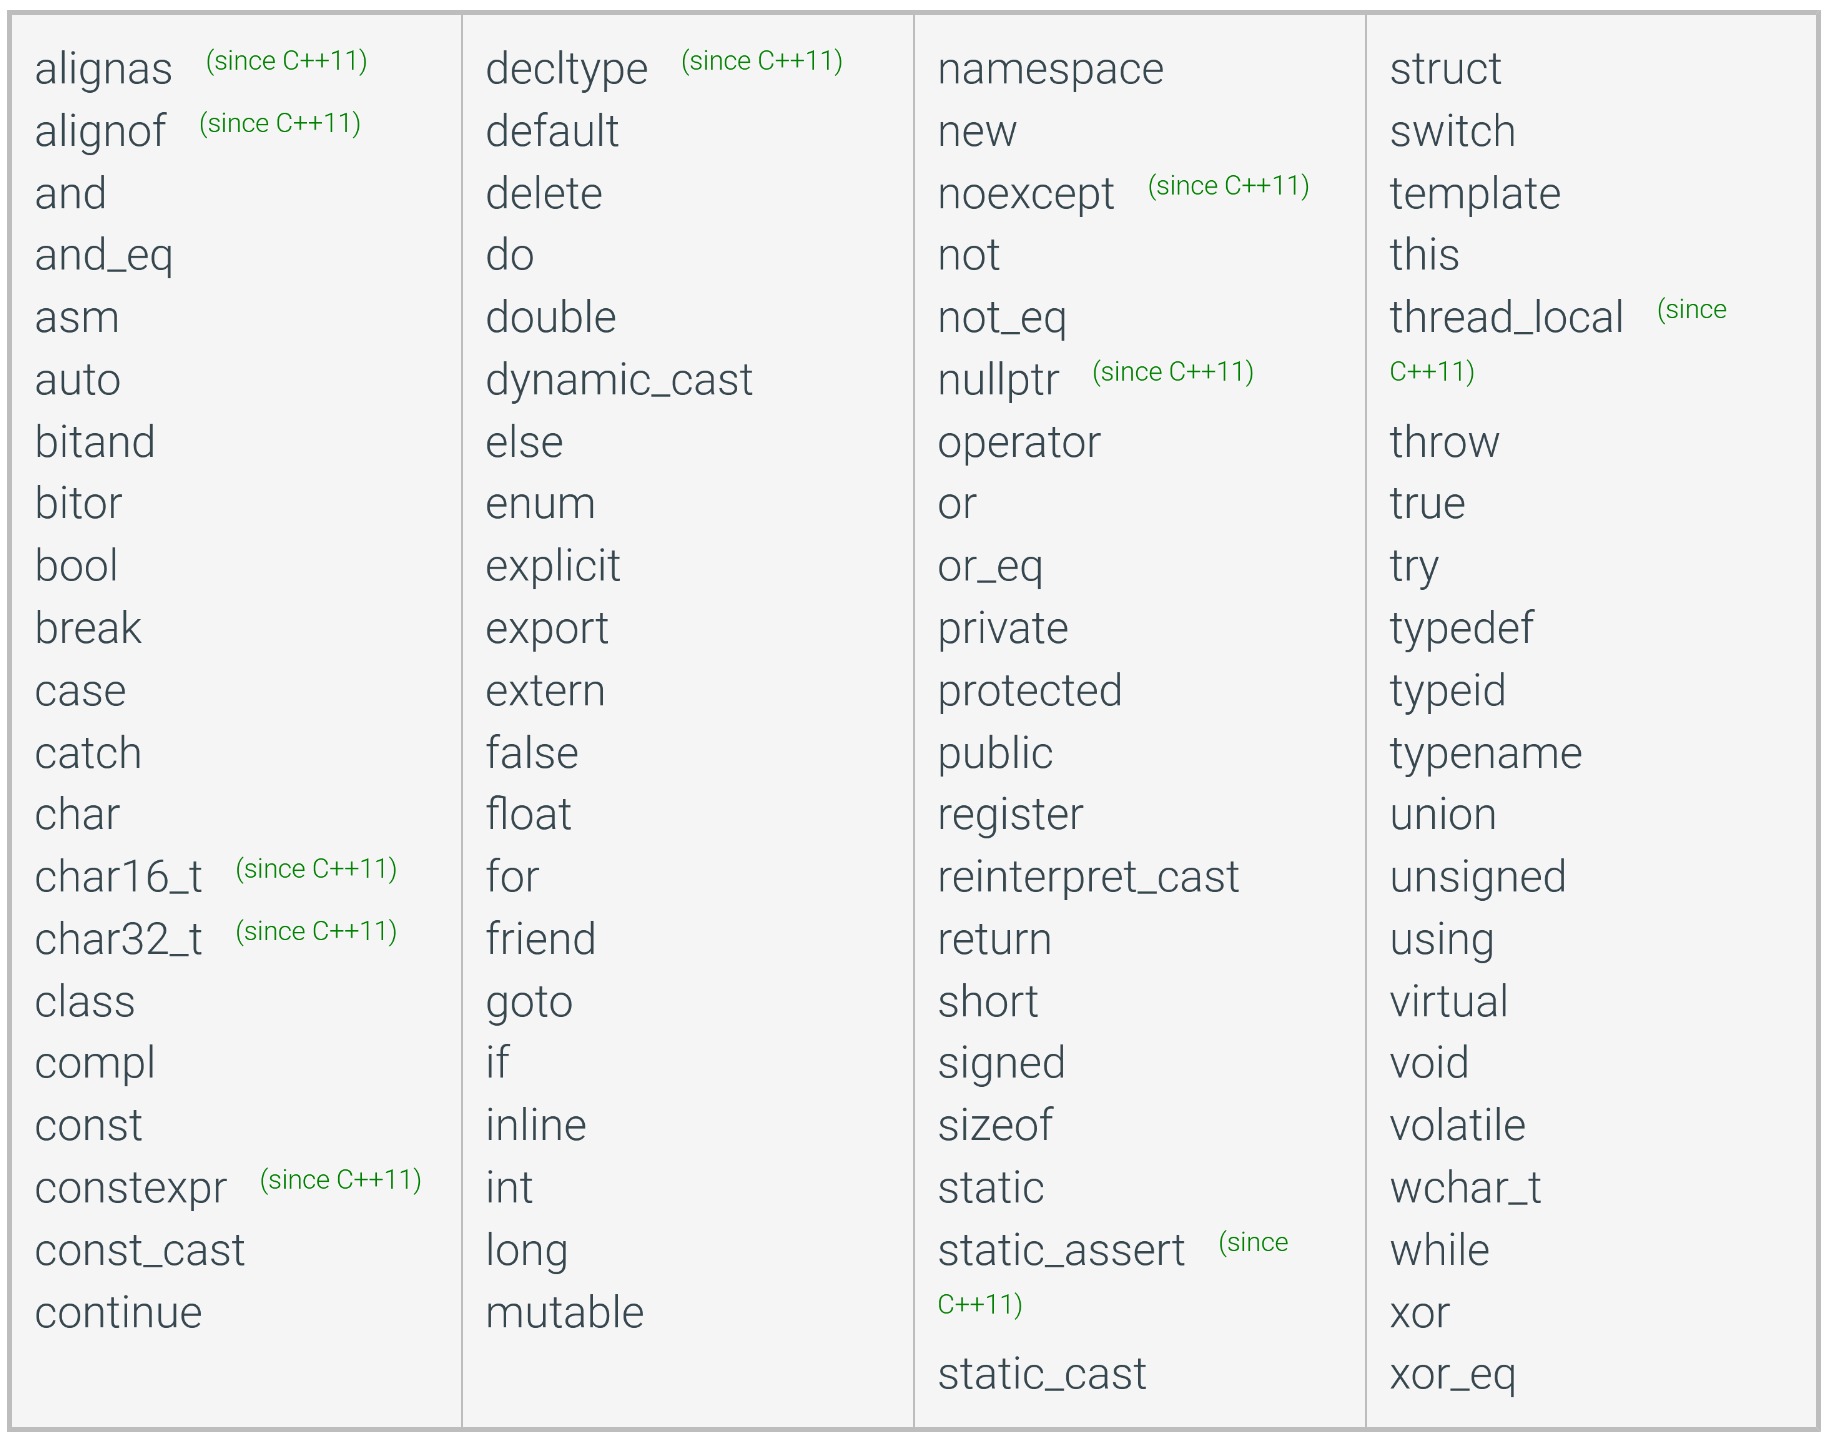 alignas (since C++11)
alignof (since C++11)
and
and_eq
asm
auto
bitand
bitor
bool
break
case
catch
char
char16_t (since C++11)
char32_t (since C++11)
class
compl
const
constexpr (since C++11)
const_cast
continue
decltype (since C++11)
default
delete
do
double
dynamic_cast
else
enum
explicit
export
extern
false
float
for
friend
goto
if
inline
int
long
mutable
namespace
new
noexcept (since C++11)
not
not_eq
nullptr (since C++11)
operator
or
or_eq
private
protected
public
register
reinterpret_cast
return
short
signed
sizeof
static
static_assert (since
C++11)
static_cast
struct
switch
template
this
thread_local (since
C++11)
throw
true
try
typedef
typeid
typename
union
unsigned
using
virtual
void
volatile
wchar_t
while
xor
xor_eq